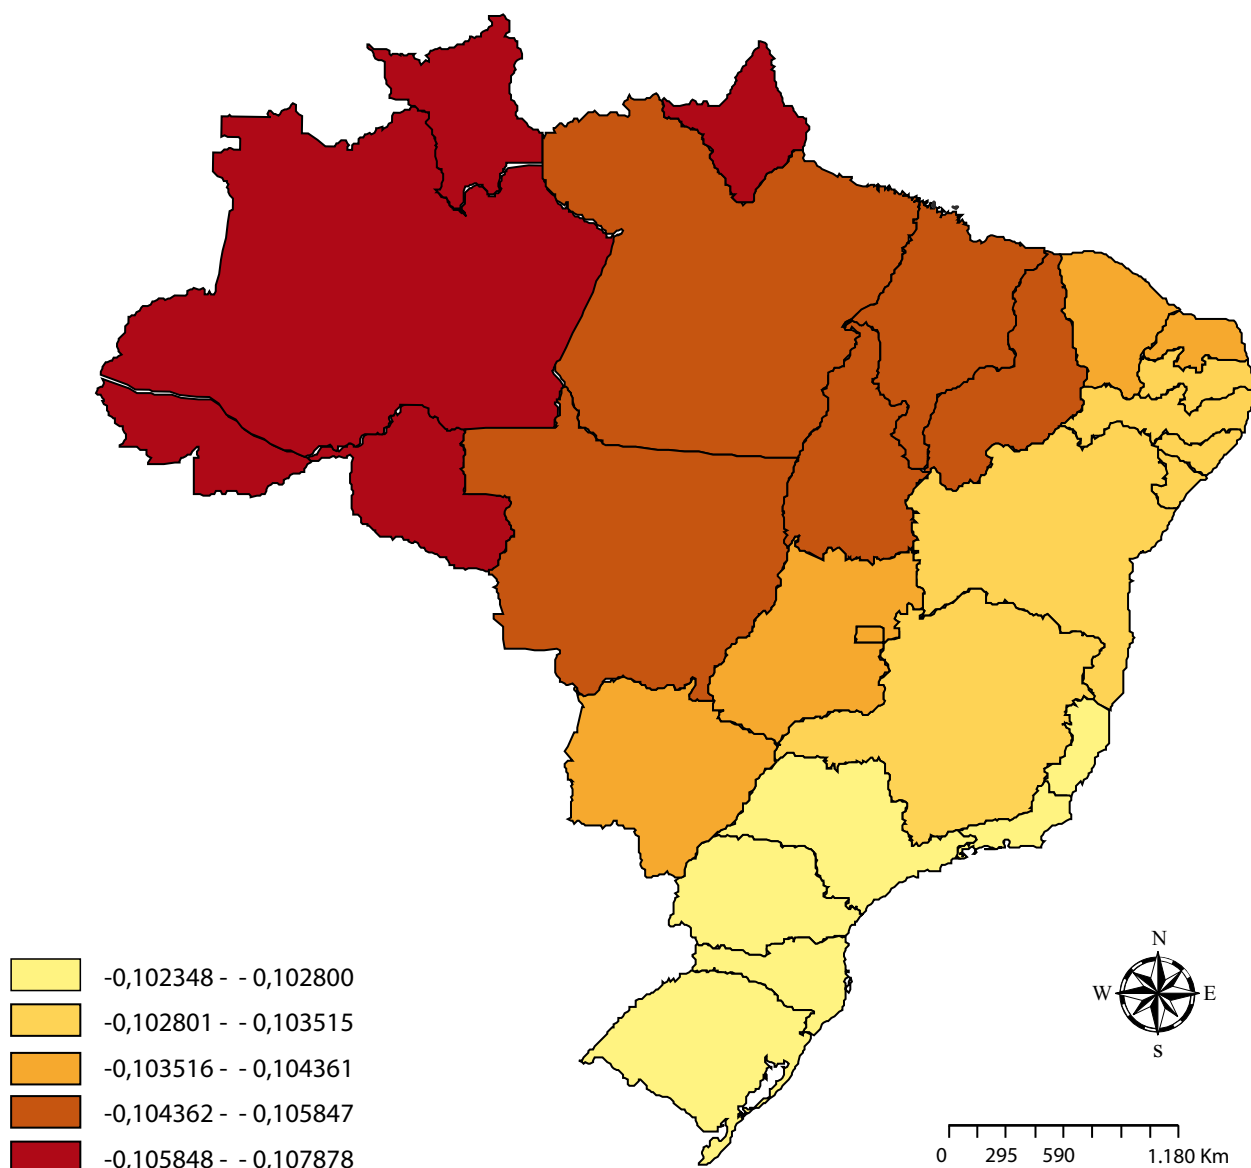 -0,102348 - - 0,102800
-0,102801 - - 0,103515
-0,103516 - - 0,104361
-0,104362 - - 0,105847
-0,105848 - - 0,107878
N
W E
S
0 295 590 1.180 Km